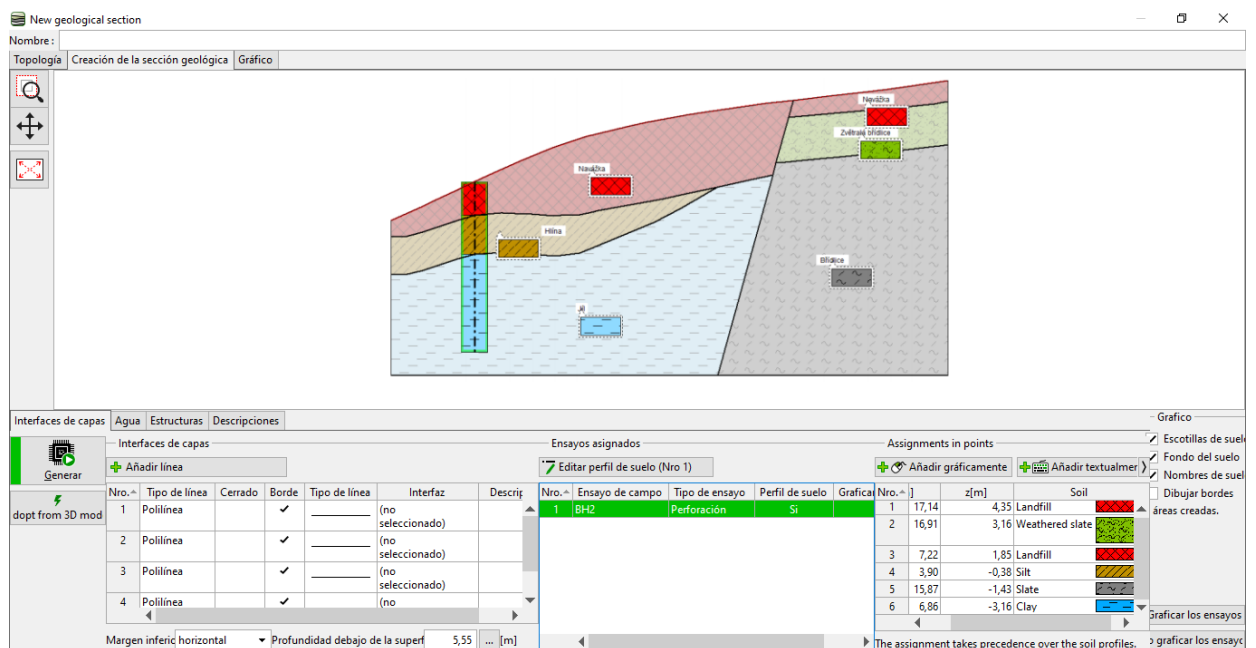 New geological section
Nombre :
Topología Creación de la sección geológica Gráfico
Navážka
Zvětralé břidlice
Navážka
Hlína
Břidlice
Jíl
Interfaces de capas Agua Estructuras Descripciones
Generar
dopt from 3D mod
Interfaces de capas
Añadir línea
Nro. Tipo de línea Cerrado Borde Tipo de línea Interfaz Descrip
1 Polilínea (no seleccionado)
2 Polilínea (no seleccionado)
3 Polilínea (no seleccionado)
4 Polilínea (no
Margen inferic horizontal Profundidad debajo de la superf 5,55 ... [m]
Ensayos asignados
Editar perfil de suelo (Nro 1)
Nro. Ensayo de campo Tipo de ensayo Perfil de suelo Graficar
1 BH2 Perforación Si
Assignments in points
Añadir gráficamente Añadir textualmer
Nro. ] z[m] Soil
1 17,14 4,35 Landfill
2 16,91 3,16 Weathered slate
3 7,22 1,85 Landfill
4 3,90 -0,38 Silt
5 15,87 -1,43 Slate
6 6,86 -3,16 Clay
The assignment takes precedence over the soil profiles.
Grafico
Escotillas de suel
Fondo del suelo
Nombres de suel
Dibujar bordes
áreas creadas.
Graficar los ensayos
o graficar los ensayc